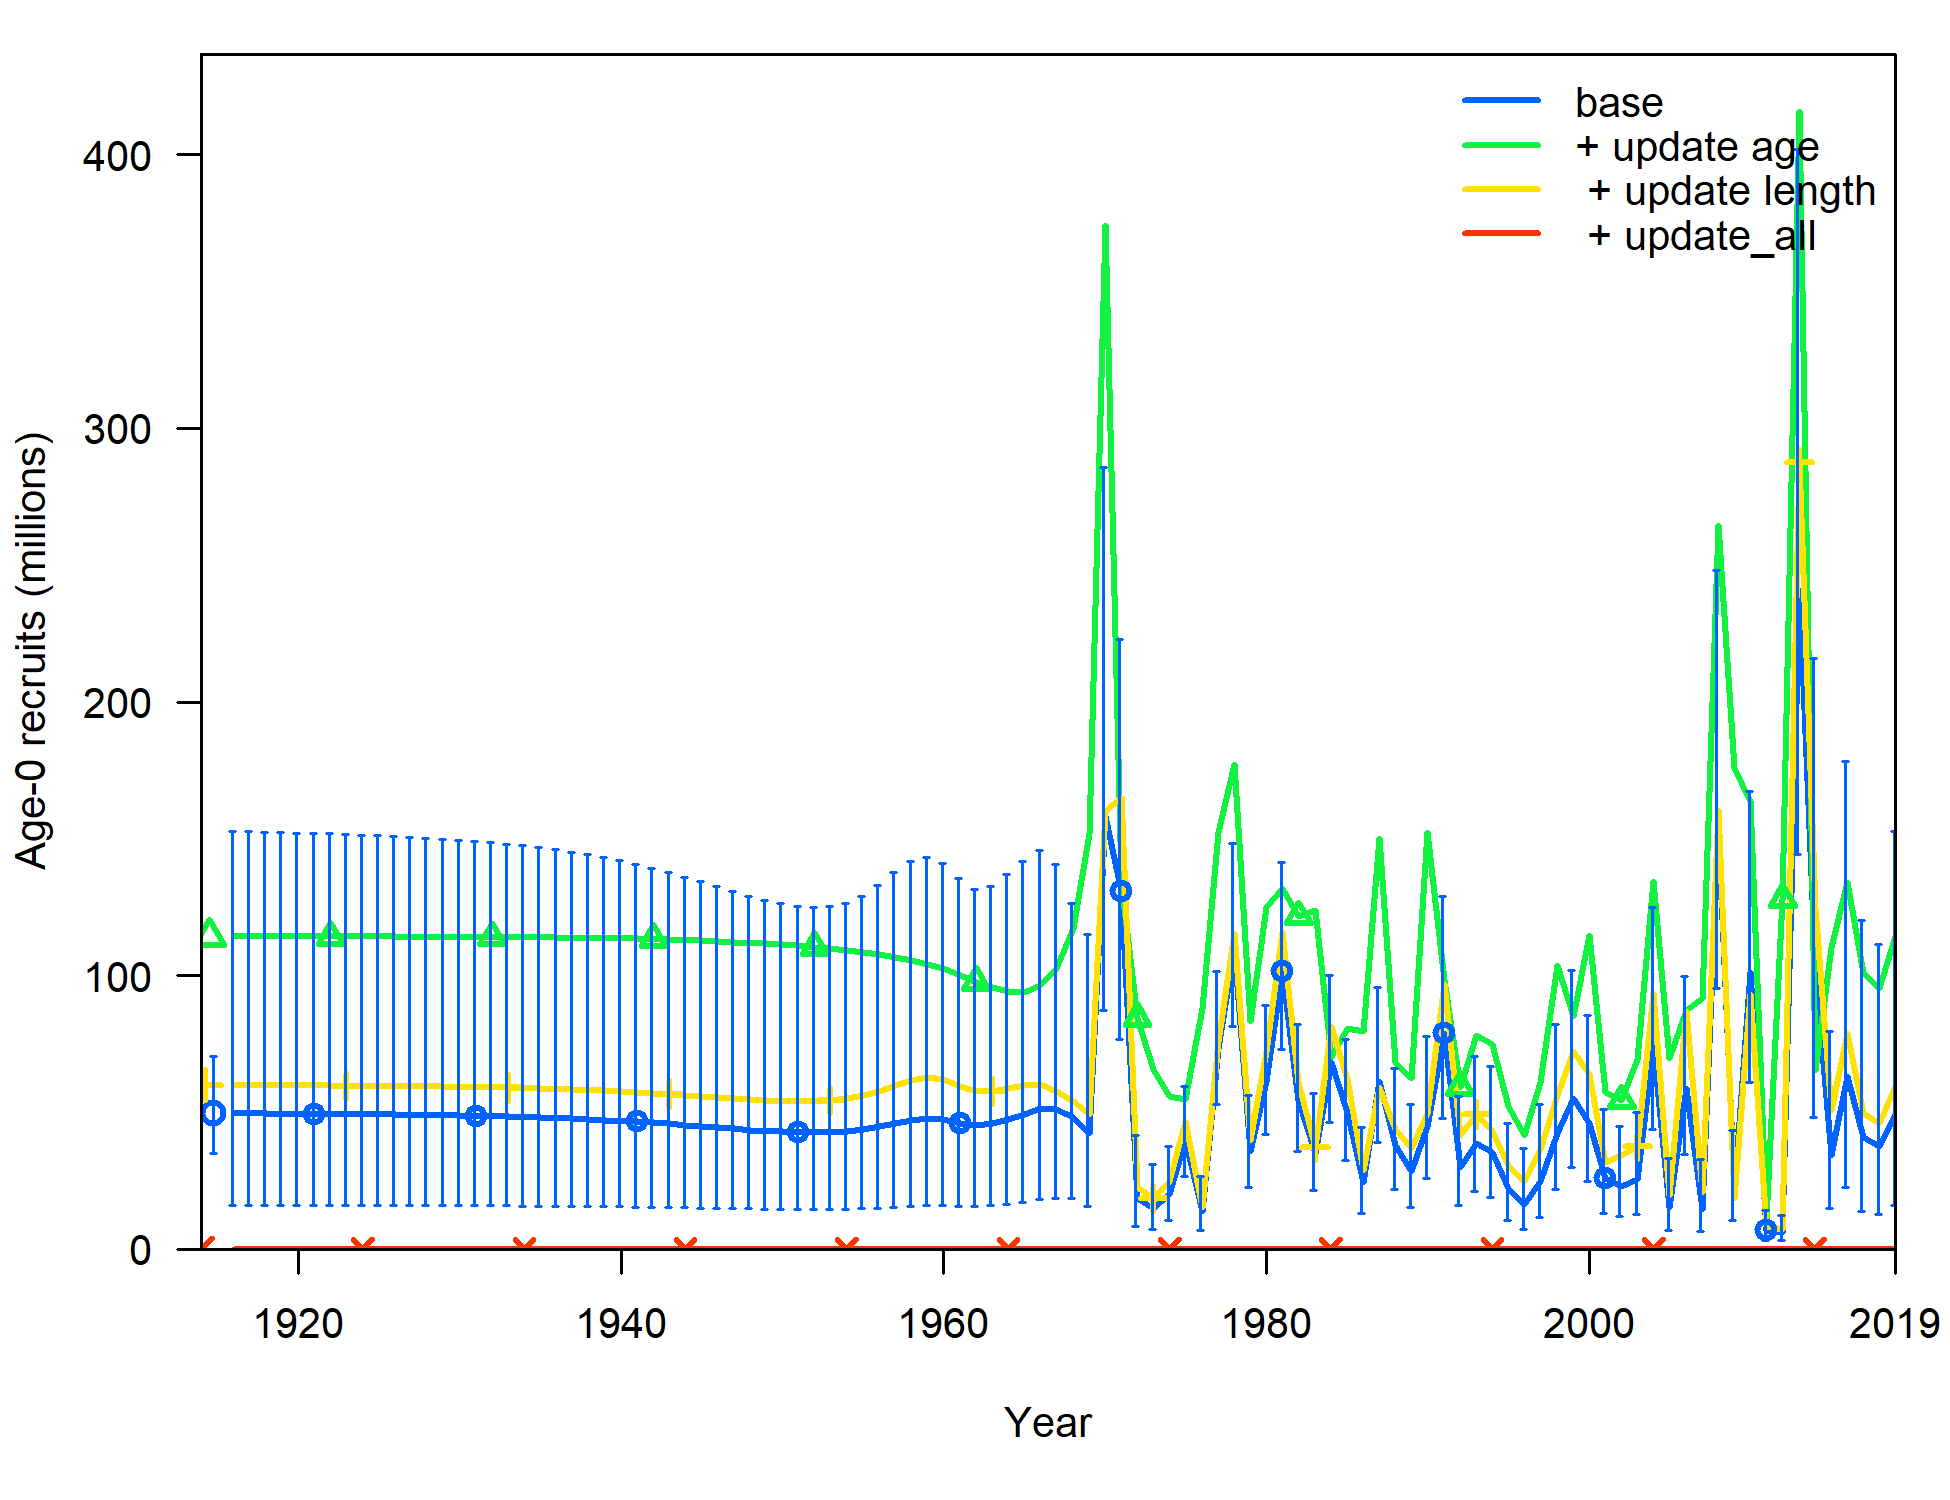 base
+ update age
+ update length
+ update_all
400
300
200
100
0
Age-0 recruits (millions)
1920 1940 1960 1980 2000 2019
Year